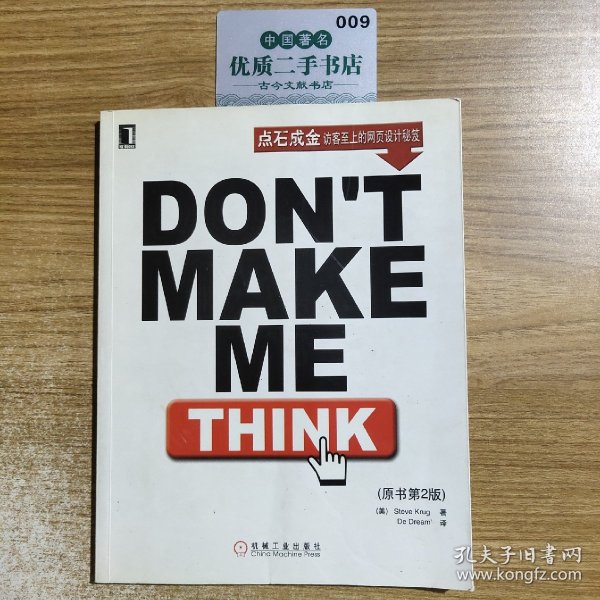 009
中国著名
优质二手书店
古今文献书店
点石成金 访客至上的网页设计秘笈
DON'T
MAKE
ME
THINK
(原书第2版)
(美) Steve Krug 著
De Dream' 译
机械工业出版社
China Machine Press
孔夫子旧书网
www.kongfz.com